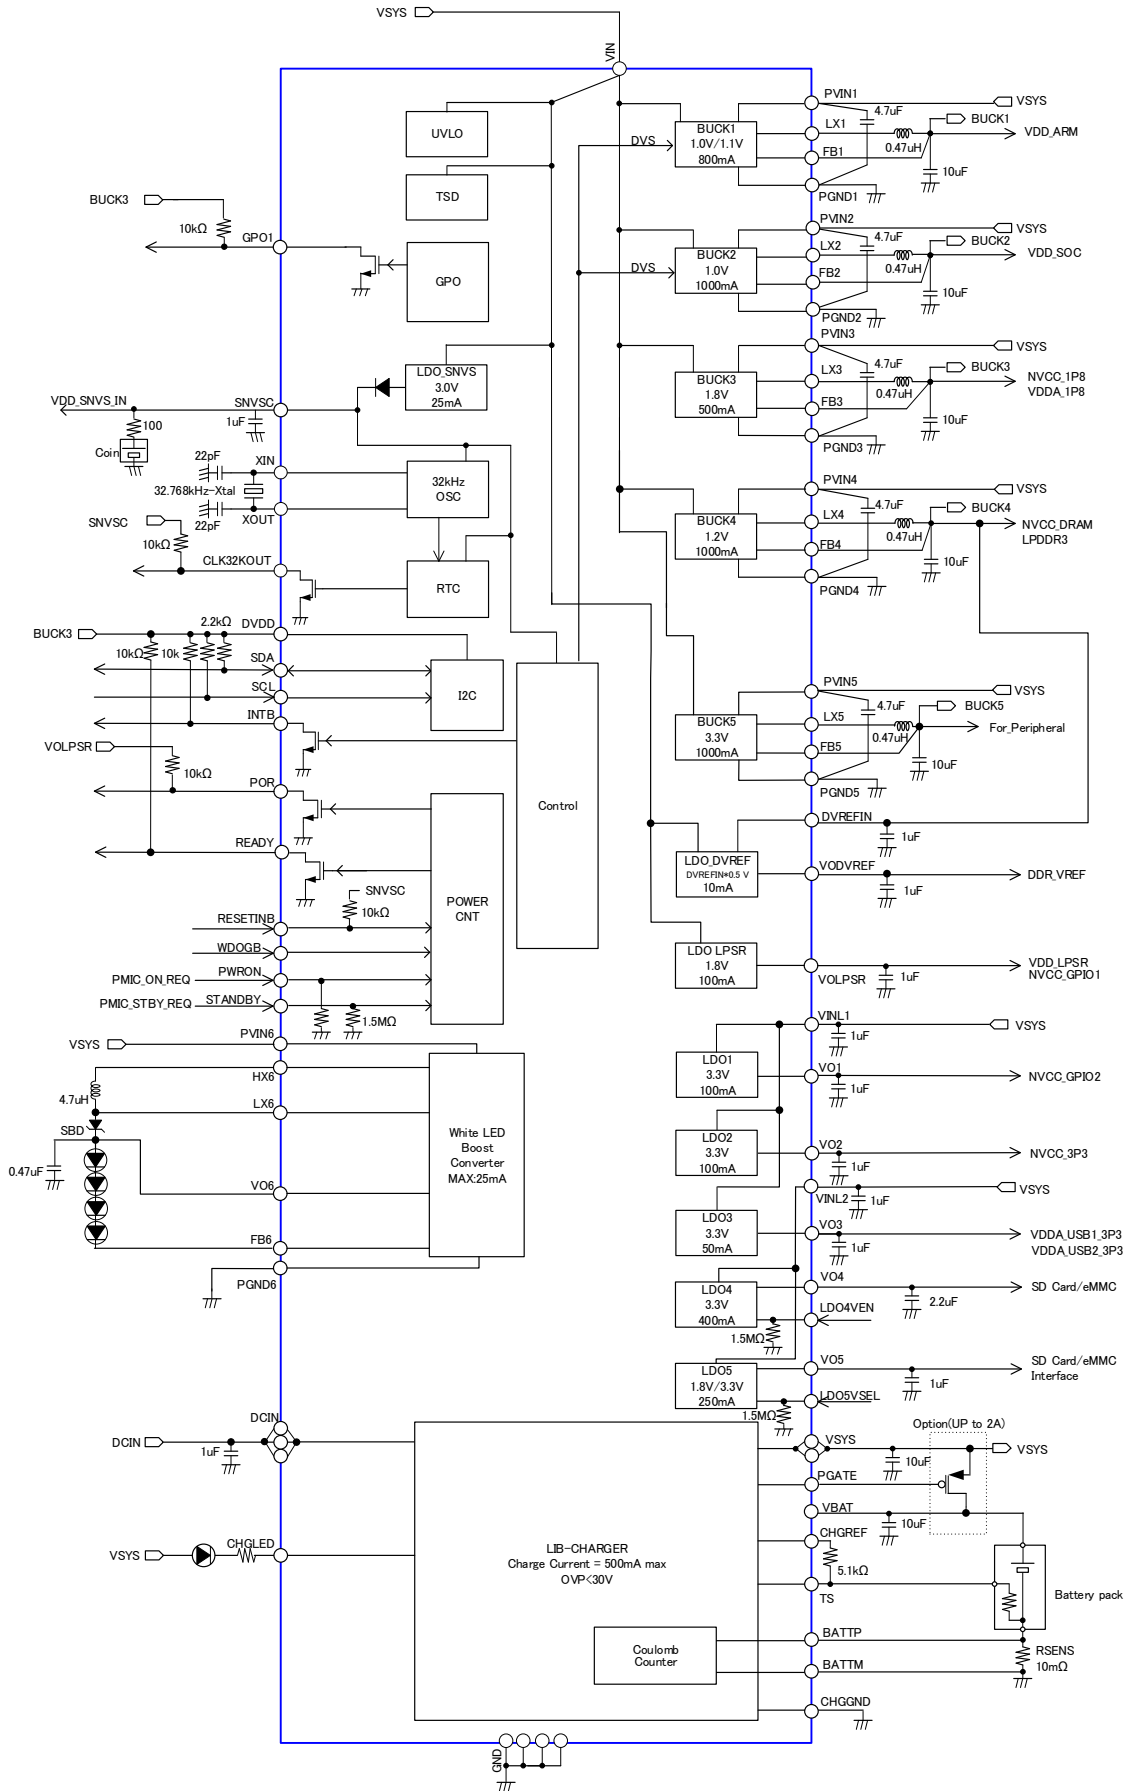 VSYS
VIN
UVLO
TSD
GPO
BUCK3
10kΩ
GPO1
LDO_SNVS
3.0V
25mA
VDD_SNVS_IN
SNVSC
1uF
100
Coin
22pF
XIN
32.768kHz-Xtal
XOUT
22pF
32kHz
OSC
SNVSC
10kΩ
CLK32KOUT
RTC
BUCK3
2.2kΩ
DVDD
10kΩ
10k
SDA
SCL
I2C
INTB
VOLPSR
10kΩ
POR
READY
SNVSC
10kΩ
POWER
CNT
Control
RESETINB
WDOGB
PMIC_ON_REQ
PWRON
PMIC_STBY_REQ
STANDBY
1.5MΩ
PVIN6
VSYS
HX6
4.7uH
LX6
SBD
0.47uF
VO6
FB6
PGND6
White LED
Boost
Converter
MAX:25mA
DVS
BUCK1
1.0V/1.1V
800mA
PVIN1
VSYS
4.7uF
LX1
0.47uH
BUCK1
VDD_ARM
FB1
10uF
PGND1
DVS
BUCK2
1.0V
1000mA
PVIN2
VSYS
4.7uF
LX2
0.47uH
BUCK2
VDD_SOC
FB2
10uF
PGND2
BUCK3
1.8V
500mA
PVIN3
VSYS
4.7uF
LX3
0.47uH
BUCK3
NVCC_1P8
VDDA_1P8
FB3
10uF
PGND3
BUCK4
1.2V
1000mA
PVIN4
VSYS
4.7uF
LX4
0.47uH
BUCK4
NVCC_DRAM
LPDDR3
FB4
10uF
PGND4
BUCK5
3.3V
1000mA
PVIN5
VSYS
4.7uF
LX5
0.47uH
BUCK5
For_Peripheral
FB5
10uF
PGND5
DVREFIN
1uF
LDO_DVREF
DVREFIN*0.5 V
10mA
VODVREF
1uF
DDR_VREF
LDO LPSR
1.8V
100mA
VOLPSR
1uF
VDD_LPSR
NVCC_GPIO1
VINL1
1uF
VSYS
LDO1
3.3V
100mA
VO1
1uF
NVCC_GPIO2
LDO2
3.3V
100mA
VO2
1uF
NVCC_3P3
VINL2
1uF
VSYS
LDO3
3.3V
50mA
VO3
1uF
VDDA_USB1_3P3
VDDA_USB2_3P3
LDO4
3.3V
400mA
VO4
2.2uF
SD Card/eMMC
LDO4VEN
1.5MΩ
LDO5
1.8V/3.3V
250mA
VO5
1uF
SD Card/eMMC
Interface
LDO5VSEL
1.5MΩ
DCIN
DCIN
1uF
VSYS
CHGLED
LIB-CHARGER
Charge Current = 500mA max
OVP<30V
Coulomb
Counter
Option(UP to 2A)
VSYS
10uF
VSYS
PGATE
VBAT
10uF
CHGREF
5.1kΩ
TS
Battery pack
BATTP
RSENS
10mΩ
BATTM
CHGGND
GND